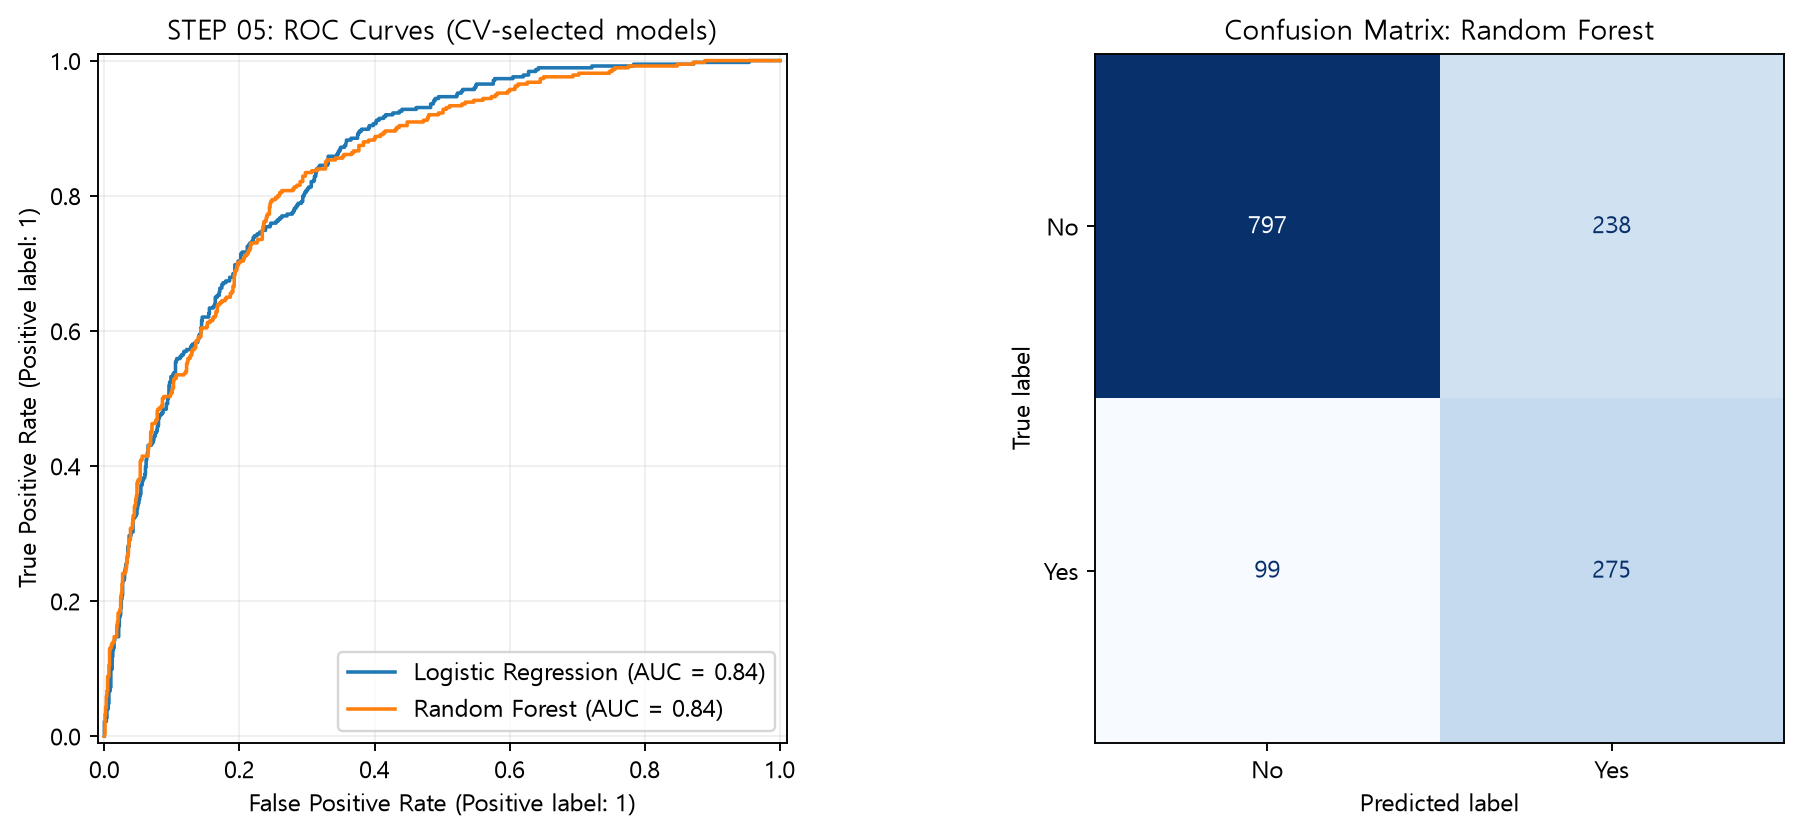 STEP 05: ROC Curves (CV-selected models)
True Positive Rate (Positive label: 1)
1.0
0.8
0.6
0.4
0.2
0.0
Logistic Regression (AUC = 0.84)
Random Forest (AUC = 0.84)
0.0 0.2 0.4 0.6 0.8 1.0
False Positive Rate (Positive label: 1)
Confusion Matrix: Random Forest
True label
No 797 238
Yes 99 275
No Yes
Predicted label